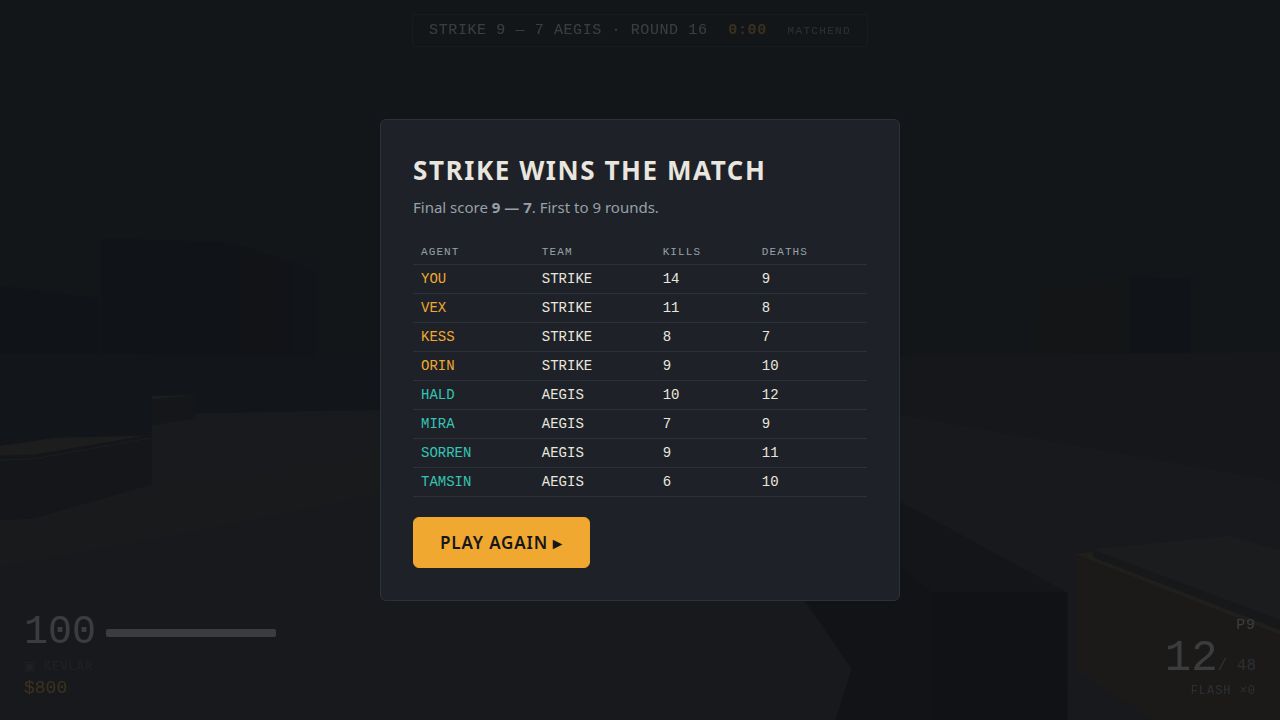 STRIKE 9 — 7 AEGIS · ROUND 16 0:00 MATCHEND
STRIKE WINS THE MATCH
Final score 9 — 7. First to 9 rounds.
AGENT TEAM KILLS DEATHS
YOU STRIKE 14 9
VEX STRIKE 11 8
KESS STRIKE 8 7
ORIN STRIKE 9 10
HALD AEGIS 10 12
MIRA AEGIS 7 9
SORREN AEGIS 9 11
TAMSIN AEGIS 6 10
PLAY AGAIN ▸
100
▣ KEVLAR
$800
P9
12 / 48
FLASH ×0